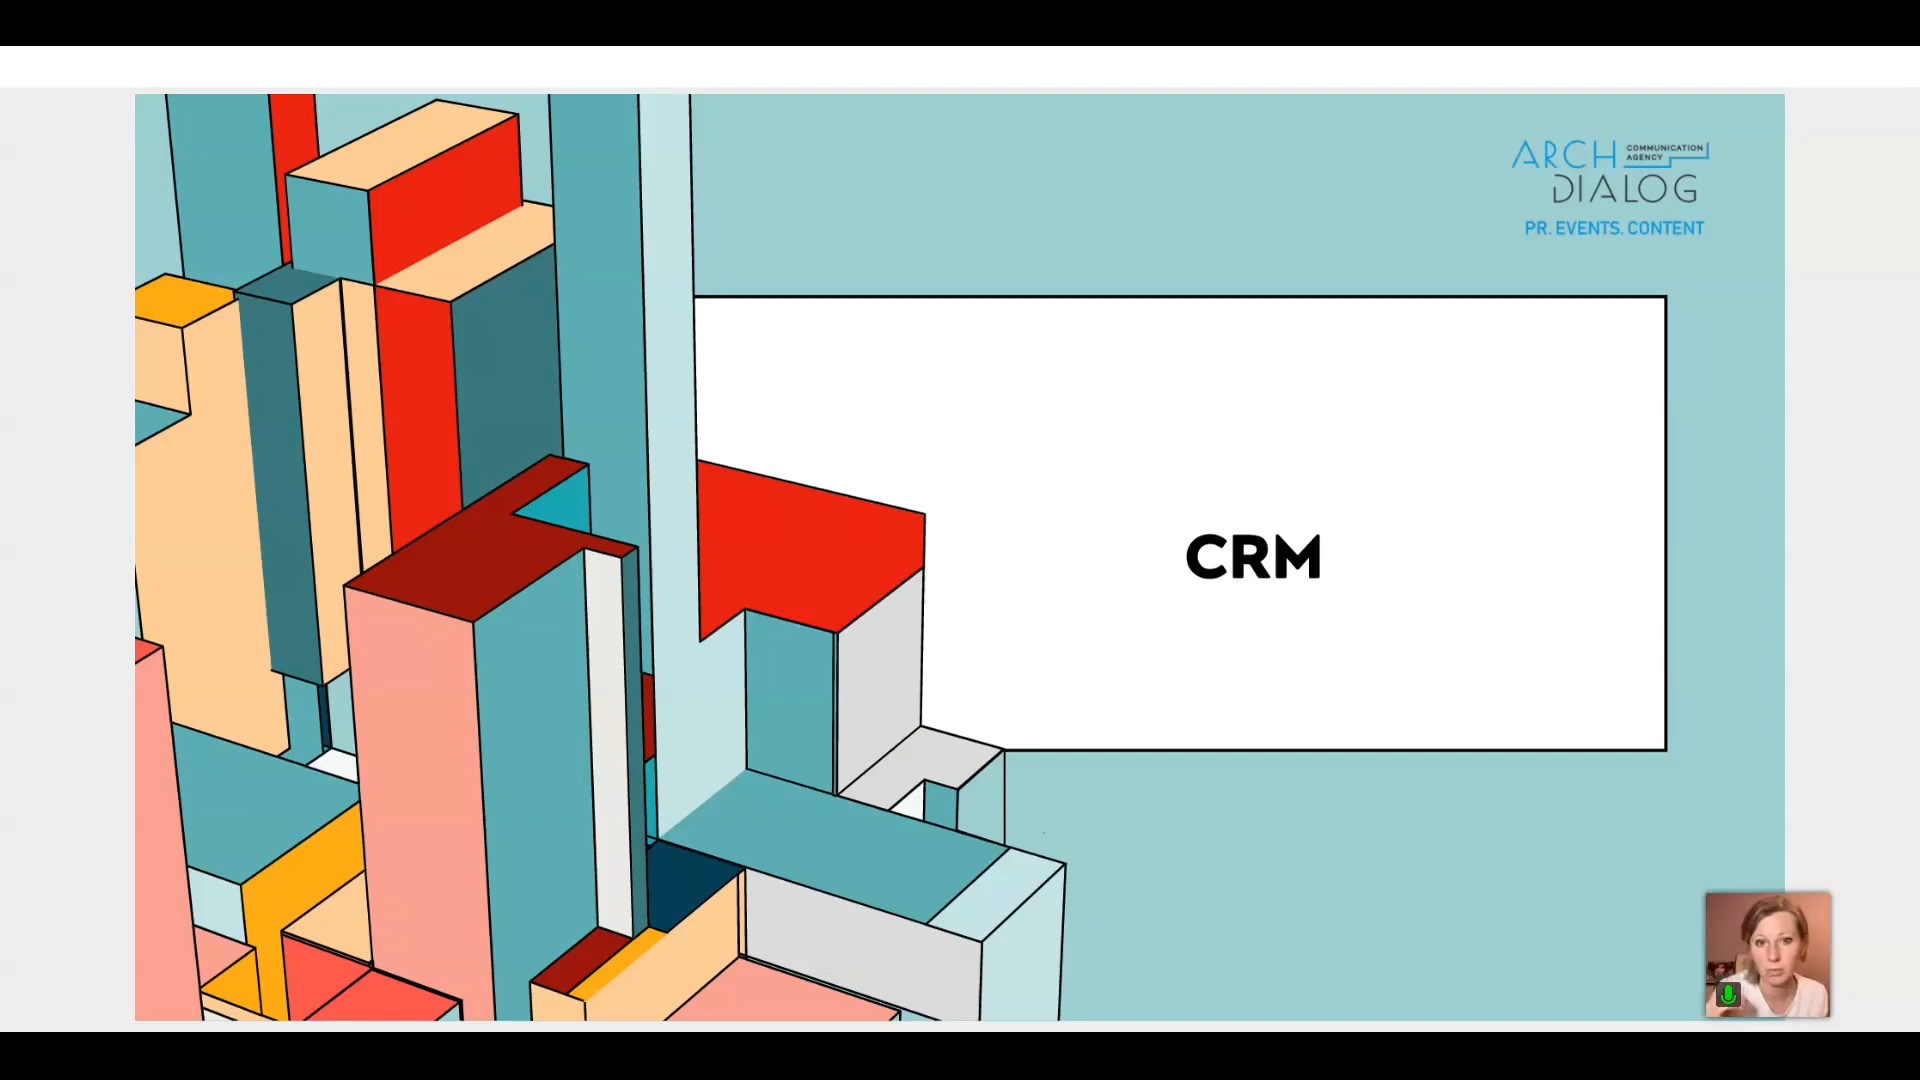 ARCH COMMUNICATION
AGENCY
DIALOG
PR. EVENTS. CONTENT
CRM